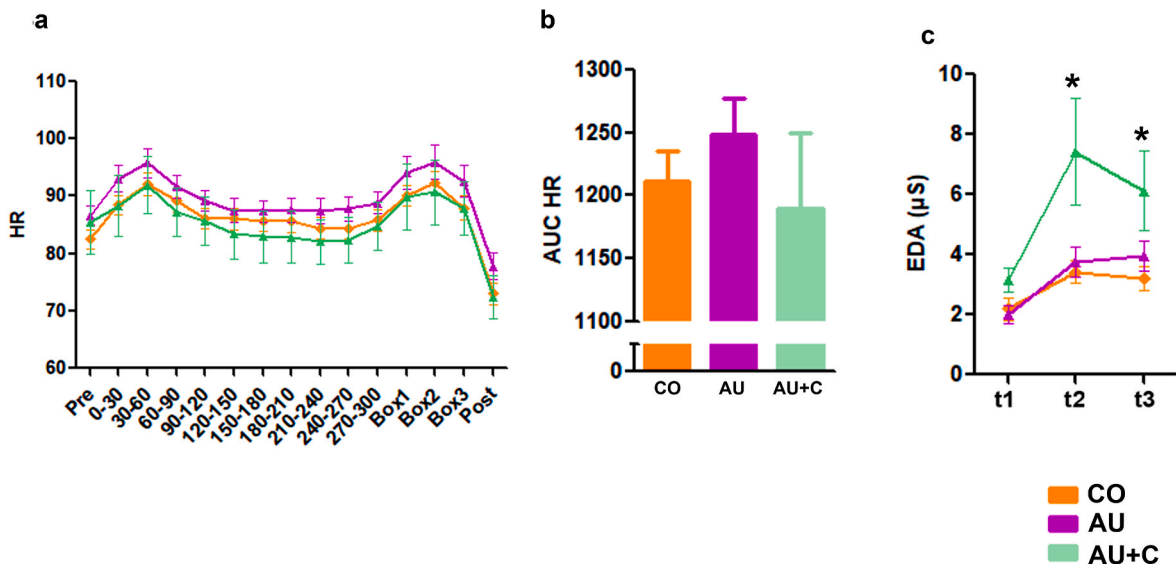 a
HR
110
100
90
80
70
60
Pre
0-30
30-60
60-90
90-120
120-150
150-180
180-210
210-240
240-270
270-300
Box1
Box2
Box3
Post
b
AUC HR
1300
1250
1200
1150
1100
0
CO
AU
AU+C
c
EDA (µS)
10
8
6
4
2
0
*
*
t1
t2
t3
CO
AU
AU+C